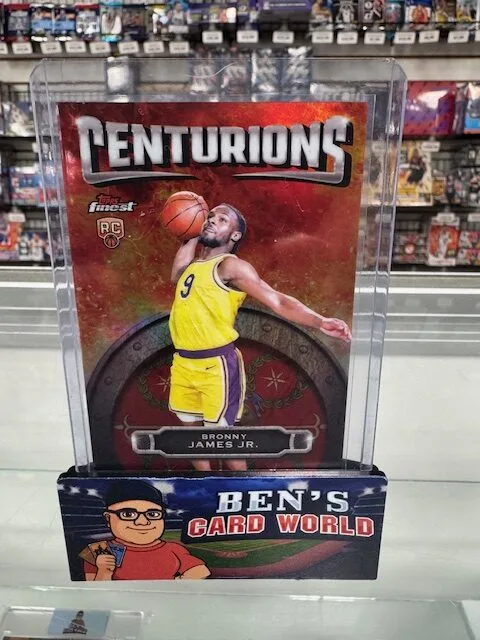 CENTURIONS
Topps
finest
RC
9
BRONNY
JAMES JR.
BEN'S
CARD WORLD